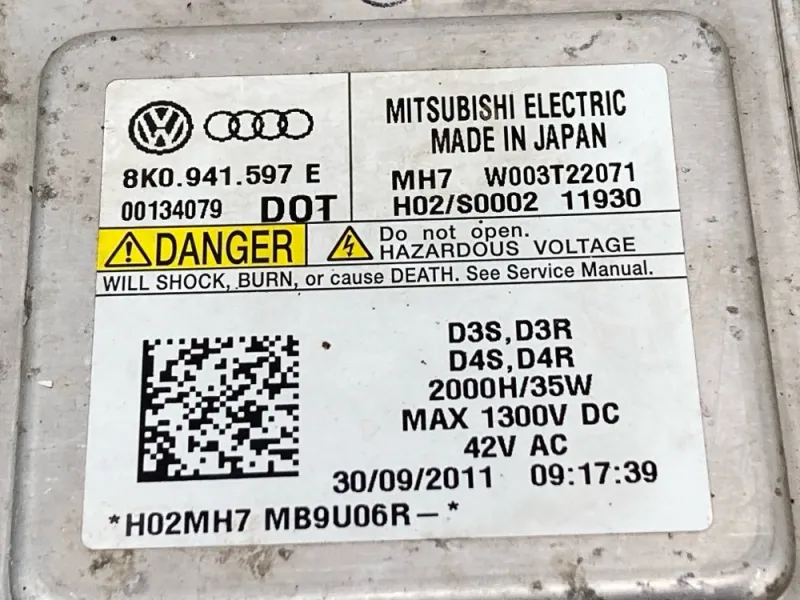 MITSUBISHI ELECTRIC
MADE IN JAPAN
8K0.941.597 E
MH7 W003T22071
00134079 DOT
H02/S0002 11930
DANGER
Do not open.
HAZARDOUS VOLTAGE
WILL SHOCK, BURN, or cause DEATH. See Service Manual.
D3S,D3R
D4S,D4R
2000H/35W
MAX 1300V DC
42V AC
30/09/2011 09:17:39
*H02MH7 MB9U06R-*